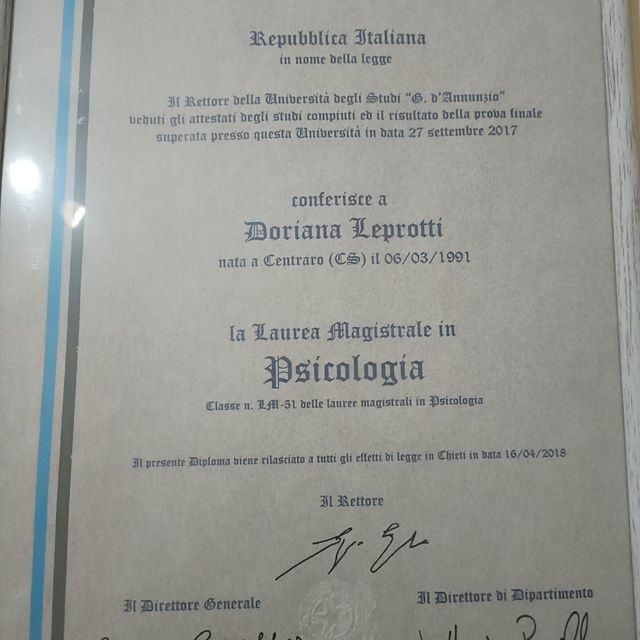 Repubblica Italiana
in nome della legge
Il Rettore della Università degli Studi "G. d'Annunzio"
veduti gli attestati degli studi compiuti ed il risultato della prova finale
superata presso questa Università in data 27 settembre 2017
conferisce a
Doriana Leprotti
nata a Centraro (CS) il 06/03/1991
la Laurea Magistrale in
Psicologia
Classe n. LM-51 delle lauree magistrali in Psicologia
Il presente Diploma viene rilasciato a tutti gli effetti di legge in Chieti in data 16/04/2018
Il Rettore
Il Direttore Generale
Il Direttore di Dipartimento